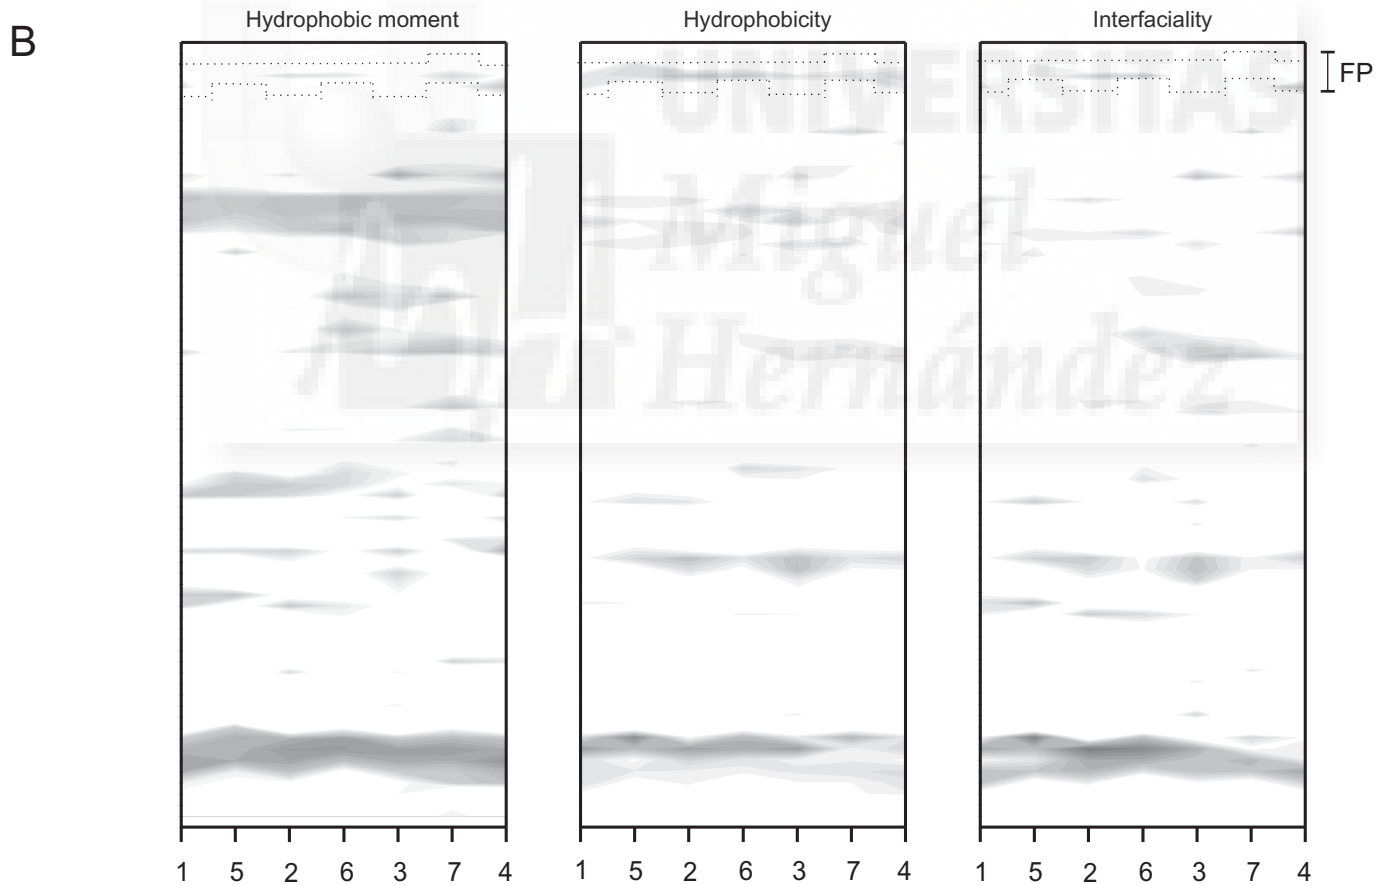 B
Hydrophobic moment
Hydrophobicity
Interfaciality
FP
UNIVERSITAS
Miguel
Hernández
1 5 2 6 3 7 4
1 5 2 6 3 7 4
1 5 2 6 3 7 4